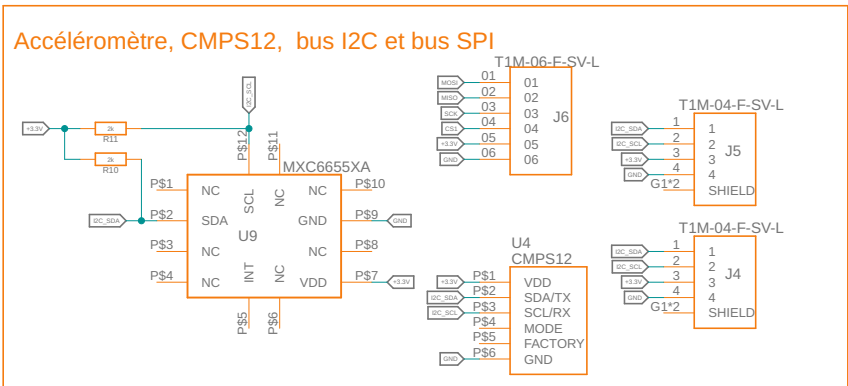 Accéléromètre, CMPS12, bus I2C et bus SPI
I2C_SCL
+3.3V
2k
R11
2k
R10
I2C_SDA
MXC6655XA
U9
P$12
P$11
P$1
NC
P$2
SDA
P$3
NC
P$4
NC
SCL
NC
INT
NC
P$5
P$6
NC
P$10
GND
P$9
GND
NC
P$8
VDD
P$7
+3.3V
T1M-06-F-SV-L
J6
MOSI
01
01
MISO
02
02
SCK
03
03
CS1
04
04
+3.3V
05
05
GND
06
06
U4
CMPS12
+3.3V
P$1
VDD
I2C_SDA
P$2
SDA/TX
I2C_SCL
P$3
SCL/RX
P$4
MODE
P$5
FACTORY
GND
P$6
GND
T1M-04-F-SV-L
J5
I2C_SDA
1
1
I2C_SCL
2
2
+3.3V
3
3
GND
4
4
G1*2
SHIELD
T1M-04-F-SV-L
J4
I2C_SDA
1
1
I2C_SCL
2
2
+3.3V
3
3
GND
4
4
G1*2
SHIELD